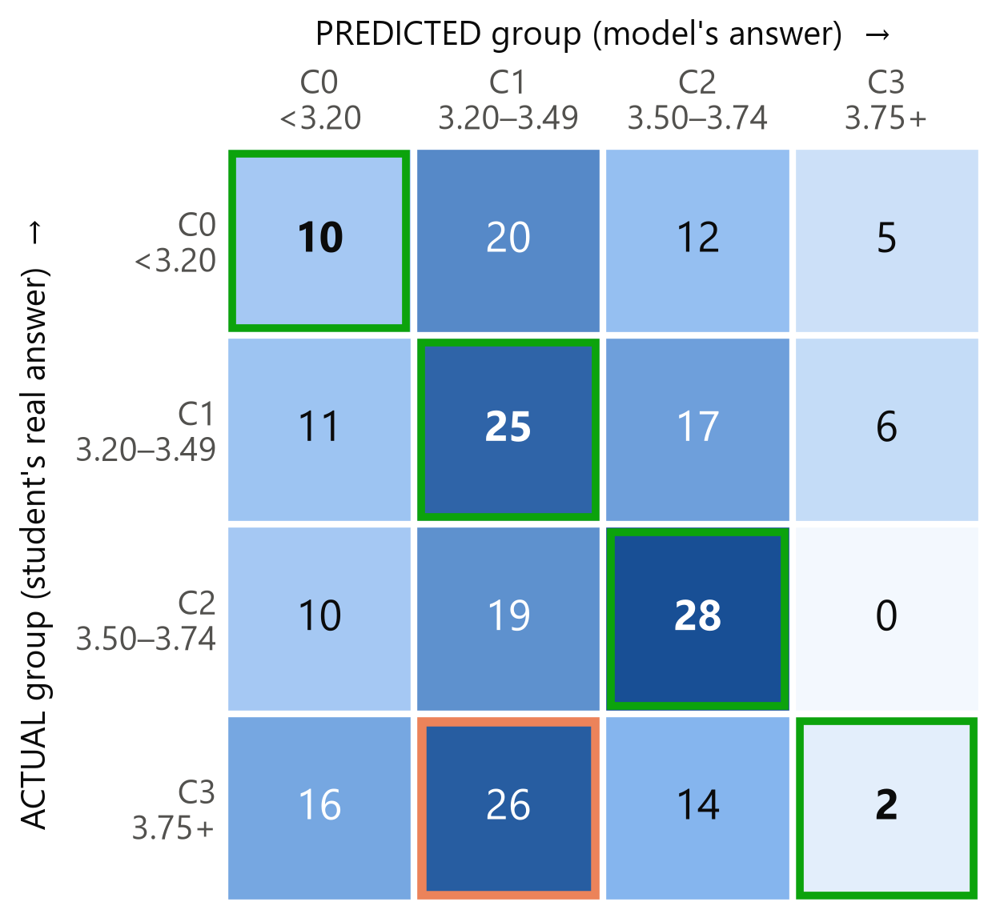 PREDICTED group (model's answer) →
C0
<3.20
C1
3.20–3.49
C2
3.50–3.74
C3
3.75+
ACTUAL group (student's real answer) →
C0
<3.20
10
20
12
5
C1
3.20–3.49
11
25
17
6
C2
3.50–3.74
10
19
28
0
C3
3.75+
16
26
14
2